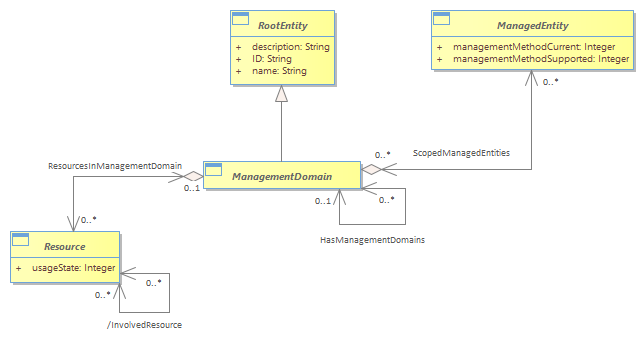 RootEntity
+ description: String
+ ID: String
+ name: String
ManagedEntity
+ managementMethodCurrent: Integer
+ managementMethodSupported: Integer
0..*
ScopedManagedEntities
0..*
ResourcesInManagementDomain
ManagementDomain
0..1
0..1
0..*
HasManagementDomains
0..*
Resource
+ usageState: Integer
0..*
0..*
/InvolvedResource